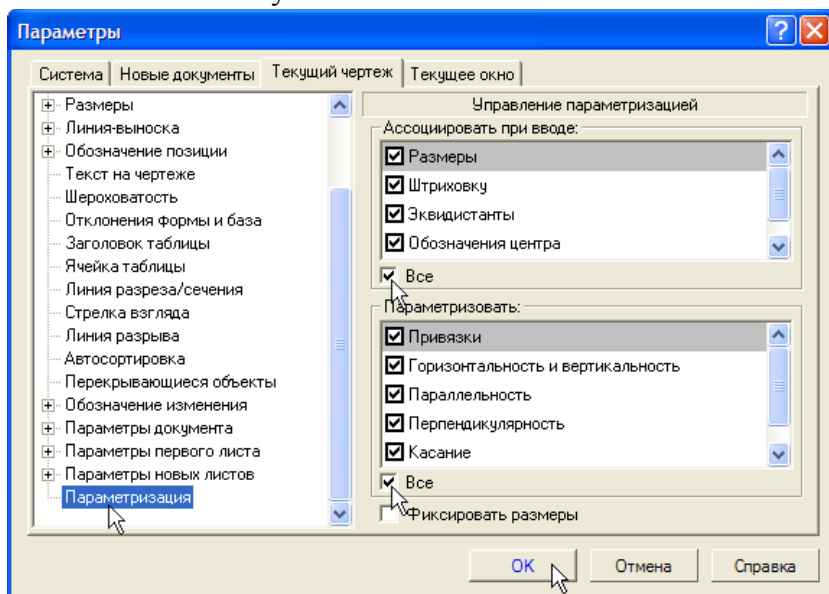 Параметры
Система
Новые документы
Текущий чертеж
Текущее окно
Размеры
Линия-выноска
Обозначение позиции
Текст на чертеже
Шероховатость
Отклонения формы и база
Заголовок таблицы
Ячейка таблицы
Линия разреза/сечения
Стрелка взгляда
Линия разрыва
Автосортировка
Перекрывающиеся объекты
Обозначение изменения
Параметры документа
Параметры первого листа
Параметры новых листов
Параметризация
Управление параметризацией
Ассоциировать при вводе:
Размеры
Штриховку
Эквидистанты
Обозначения центра
Все
Параметризовать:
Привязки
Горизонтальность и вертикальность
Параллельность
Перпендикулярность
Касание
Все
Фиксировать размеры
OK
Отмена
Справка